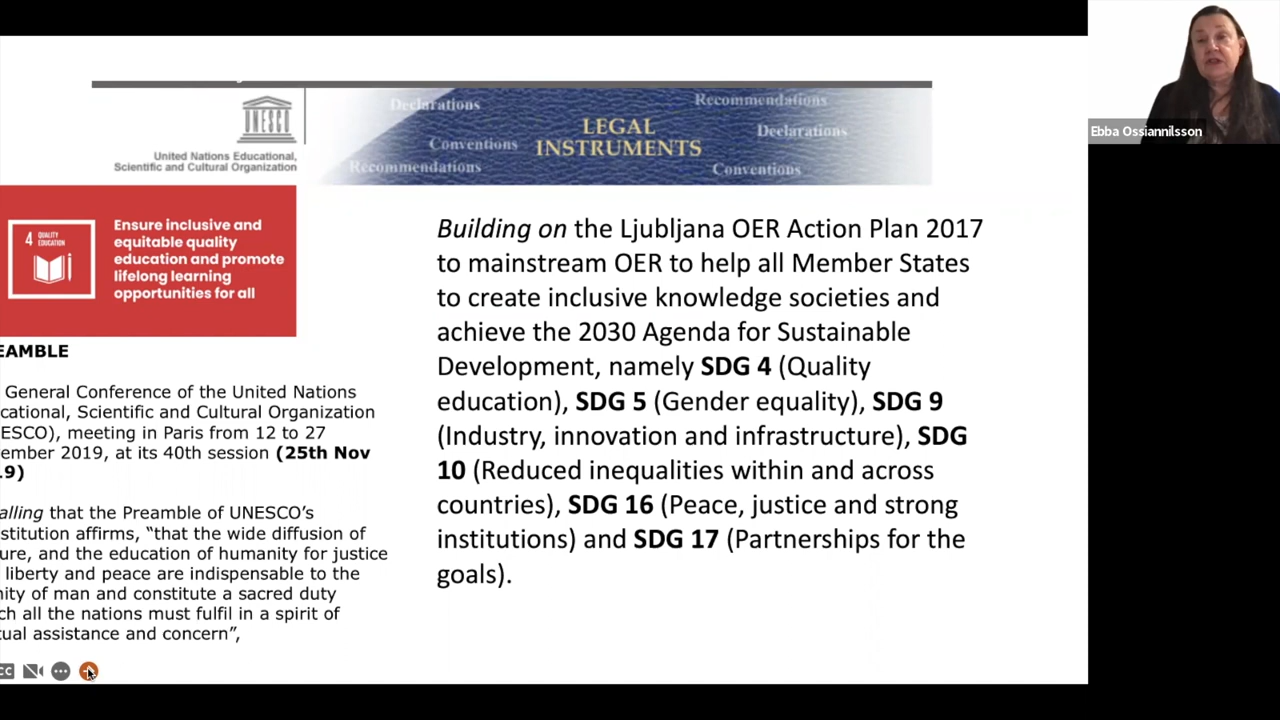 Declarations
Recommendations
LEGAL
INSTRUMENTS
Declarations
Conventions
Recommendations
Conventions
UNESCO
United Nations Educational,
Scientific and Cultural Organization
4 QUALITY
EDUCATION
Ensure inclusive and
equitable quality
education and promote
lifelong learning
opportunities for all
EAMBLE
General Conference of the United Nations
cational, Scientific and Cultural Organization
ESCO), meeting in Paris from 12 to 27
ember 2019, at its 40th session (25th Nov
19)
alling that the Preamble of UNESCO’s
stitution affirms, “that the wide diffusion of
ure, and the education of humanity for justice
liberty and peace are indispensable to the
nity of man and constitute a sacred duty
ch all the nations must fulfil in a spirit of
tual assistance and concern”,
Building on the Ljubljana OER Action Plan 2017
to mainstream OER to help all Member States
to create inclusive knowledge societies and
achieve the 2030 Agenda for Sustainable
Development, namely SDG 4 (Quality
education), SDG 5 (Gender equality), SDG 9
(Industry, innovation and infrastructure), SDG
10 (Reduced inequalities within and across
countries), SDG 16 (Peace, justice and strong
institutions) and SDG 17 (Partnerships for the
goals).
CC
Ebba Ossiannilsson